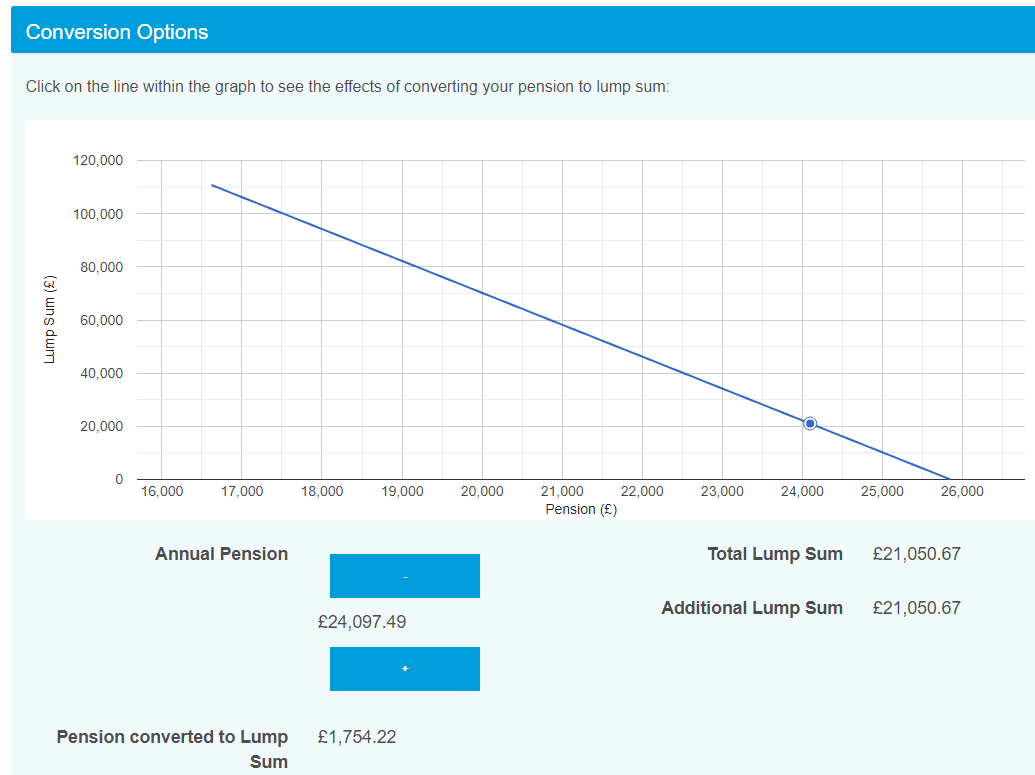 Conversion Options
Click on the line within the graph to see the effects of converting your pension to lump sum:
120,000
100,000
80,000
60,000
40,000
20,000
0
Lump Sum (£)
16,000 17,000 18,000 19,000 20,000 21,000 22,000 23,000 24,000 25,000 26,000
Pension (£)
Annual Pension
-
£24,097.49
+
Total Lump Sum £21,050.67
Additional Lump Sum £21,050.67
Pension converted to Lump £1,754.22
Sum